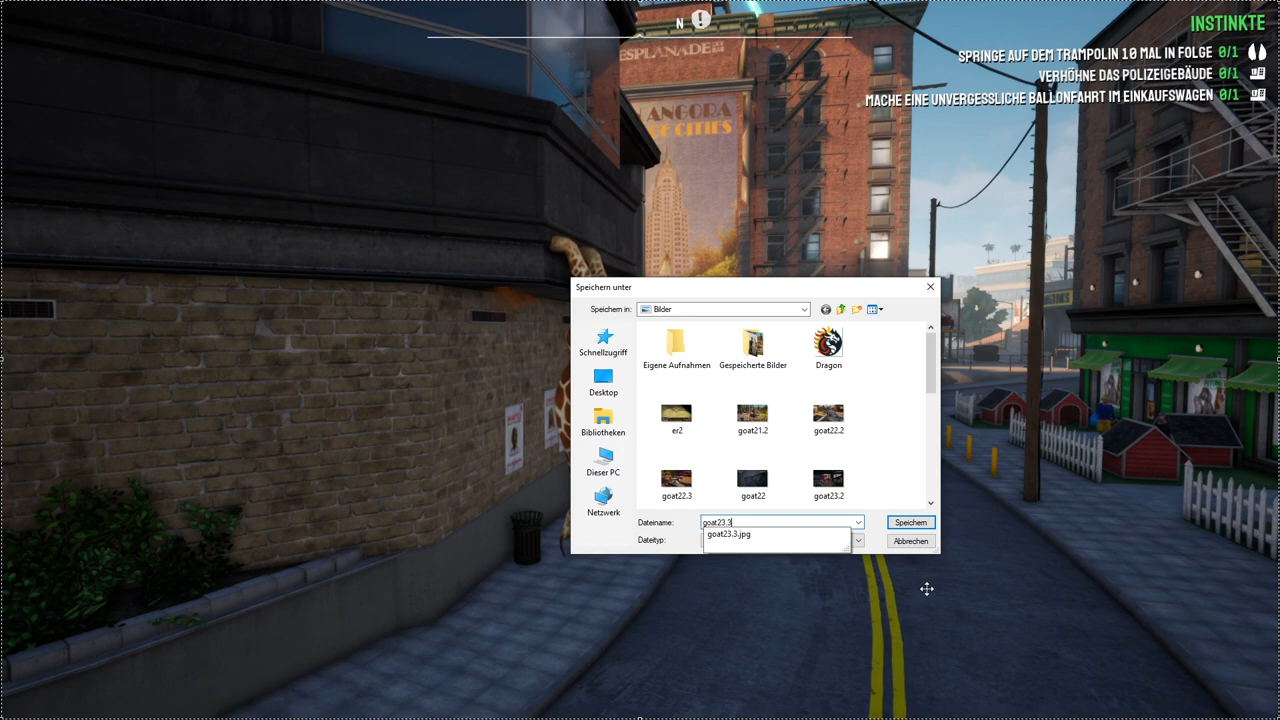 N
INSTINKTE
SPRINGE AUF DEM TRAMPOLIN 10 MAL IN FOLGE 0/1
VERHÖHNE DAS POLIZEIGEBÄUDE 0/1
MACHE EINE UNVERGESSLICHE BALLONFAHRT IM EINKAUFSWAGEN 0/1
ESPLANADE
ANGORA
OF CITIES
Speichern unter
Speichern in:
Bilder
Schnellzugriff
Desktop
Bibliotheken
Dieser PC
Netzwerk
Eigene Aufnahmen
Gespeicherte Bilder
Dragon
er2
goat21.2
goat22.2
goat22.3
goat22
goat23.2
Dateiname:
goat23.3
Speichern
goat23.3.jpg
Dateityp:
Abbrechen